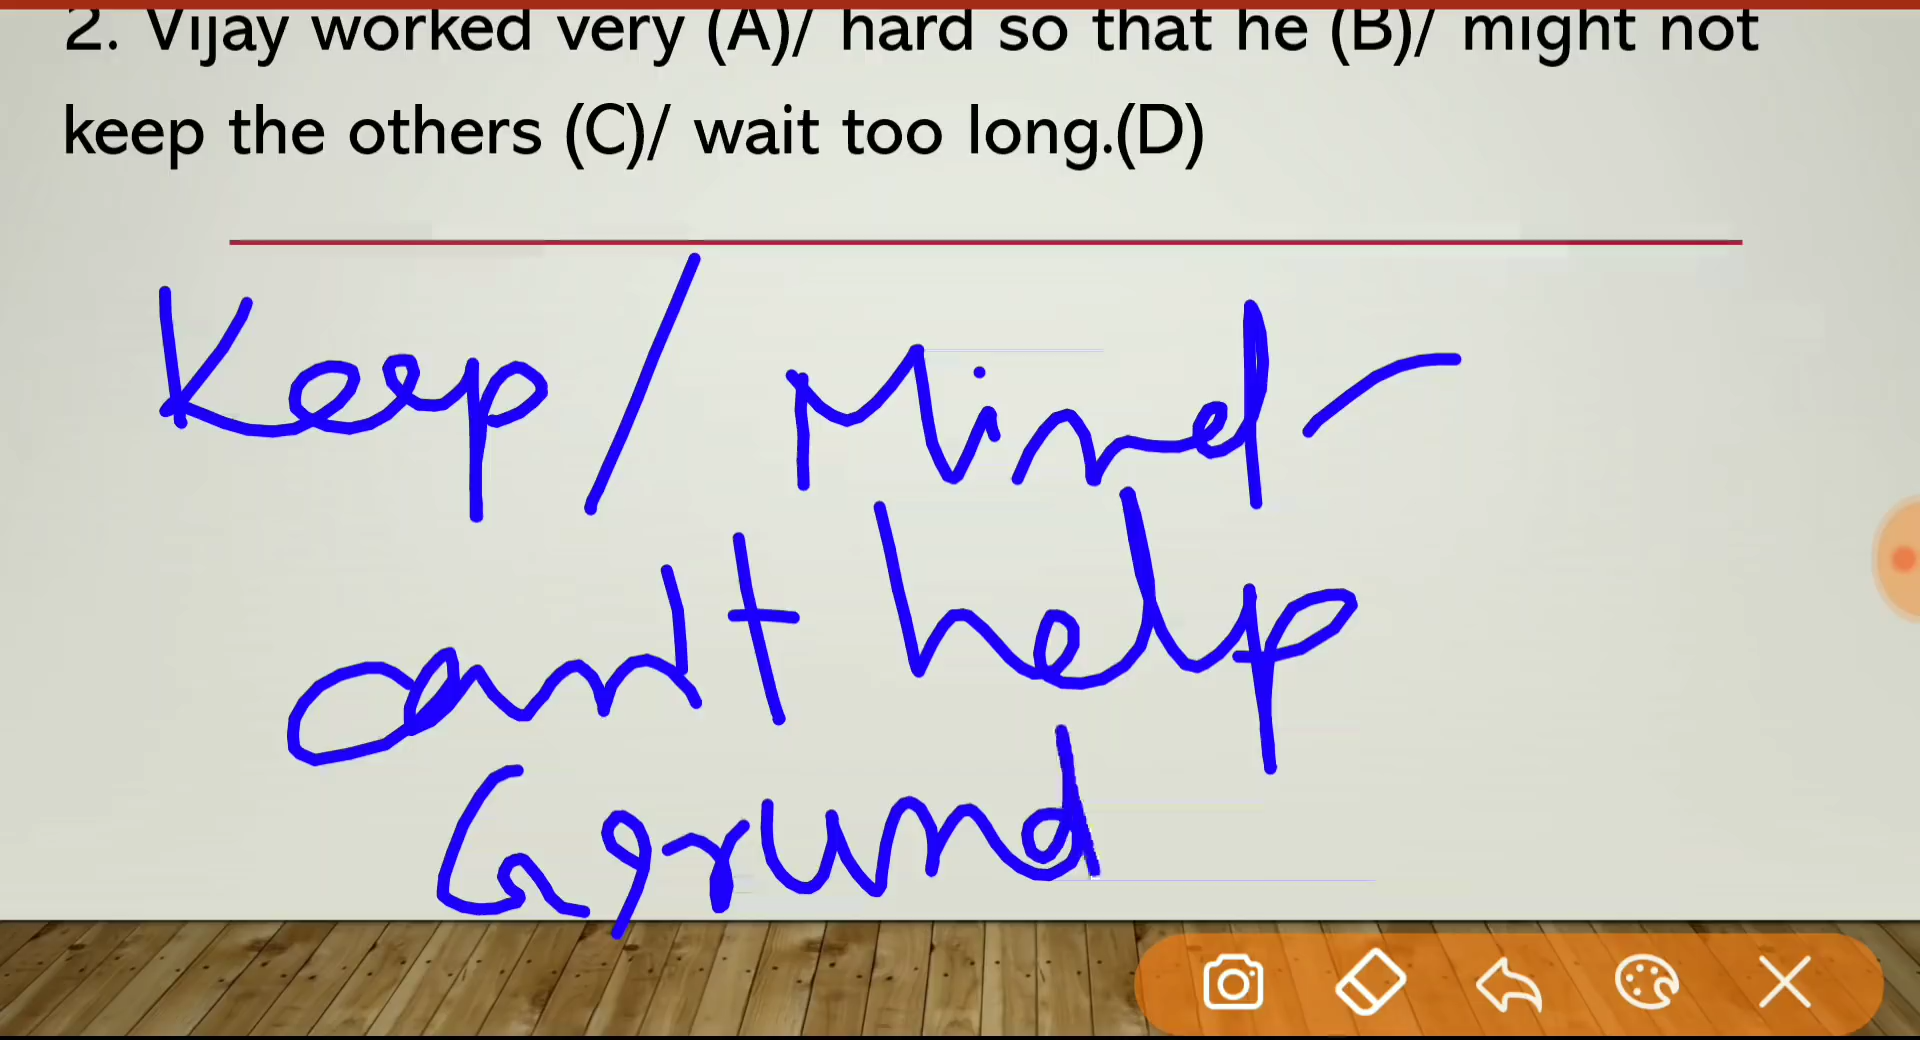 2. Vijay worked very (A)/ hard so that he (B)/ might not
keep the others (C)/ wait too long.(D)
Keep / Mind -
can't help
Gerund